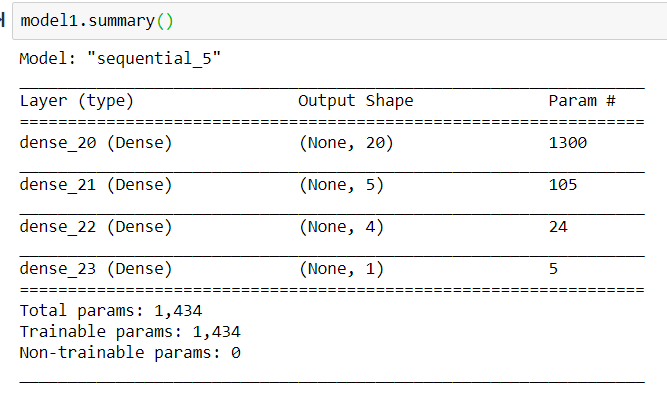 model1.summary()
Model: "sequential_5"
_________________________________________________________________
Layer (type)                 Output Shape              Param #
=================================================================
dense_20 (Dense)             (None, 20)                1300
_________________________________________________________________
dense_21 (Dense)             (None, 5)                 105
_________________________________________________________________
dense_22 (Dense)             (None, 4)                 24
_________________________________________________________________
dense_23 (Dense)             (None, 1)                 5
=================================================================
Total params: 1,434
Trainable params: 1,434
Non-trainable params: 0
_________________________________________________________________